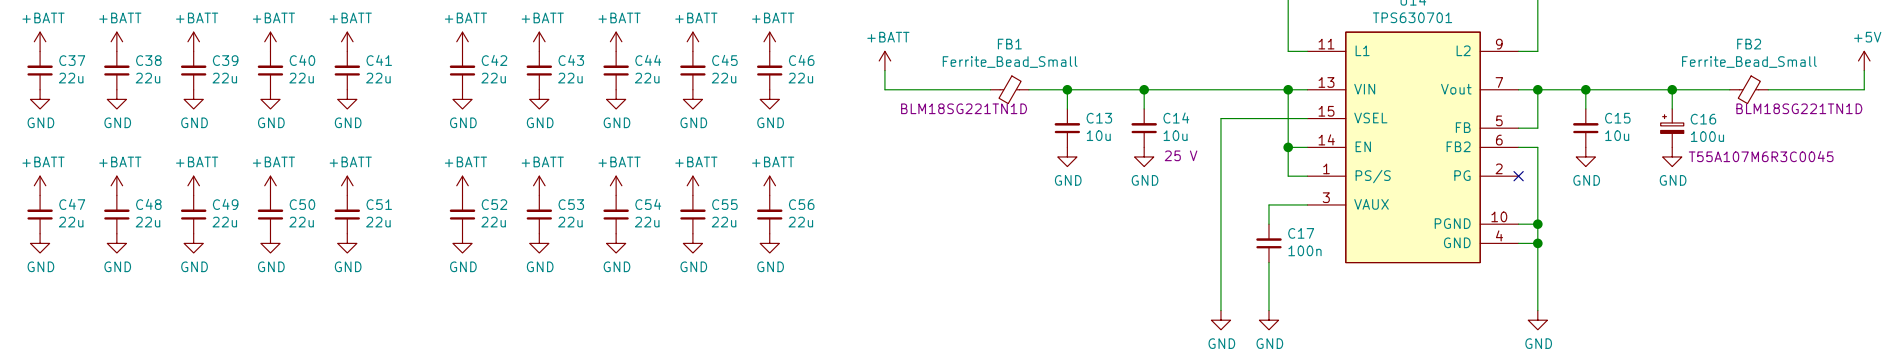 +BATT +BATT +BATT +BATT +BATT
C37 C38 C39 C40 C41
22u 22u 22u 22u 22u
GND GND GND GND GND
+BATT +BATT +BATT +BATT +BATT
C42 C43 C44 C45 C46
22u 22u 22u 22u 22u
GND GND GND GND GND
+BATT +BATT +BATT +BATT +BATT
C47 C48 C49 C50 C51
22u 22u 22u 22u 22u
GND GND GND GND GND
+BATT +BATT +BATT +BATT +BATT
C52 C53 C54 C55 C56
22u 22u 22u 22u 22u
GND GND GND GND GND
+BATT
FB1
Ferrite_Bead_Small
BLM18SG221TN1D
C13
10u
GND
C14
10u
25 V
GND
U14
TPS630701
11 L1
13 VIN
15 VSEL
14 EN
1 PS/S
3 VAUX
L2 9
Vout 7
FB 5
FB2 6
PG 2
PGND 10
GND 4
C17
100n
GND GND
GND
C15
10u
GND
C16
100u
T55A107M6R3C0045
GND
FB2
Ferrite_Bead_Small
BLM18SG221TN1D
+5V